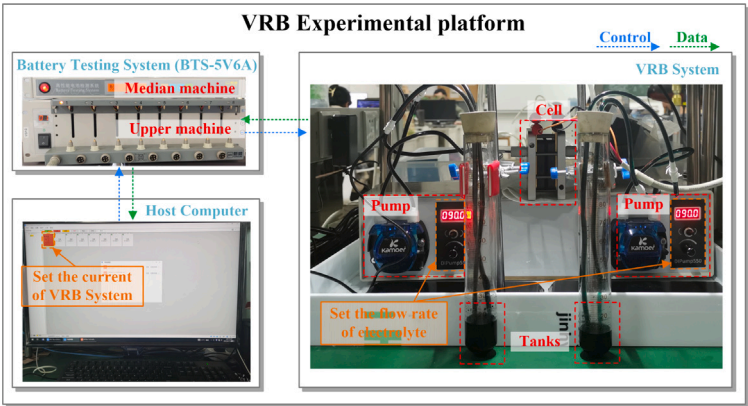 VRB Experimental platform
Control
Data
Battery Testing System (BTS-5V6A)
Median machine
Upper machine
VRB System
Cell
Pump
Pump
090.0
090.0
KAMOER
KAMOER
Host Computer
Set the current
of VRB System
Set the flow rate
of electrolyte
Tanks
jin